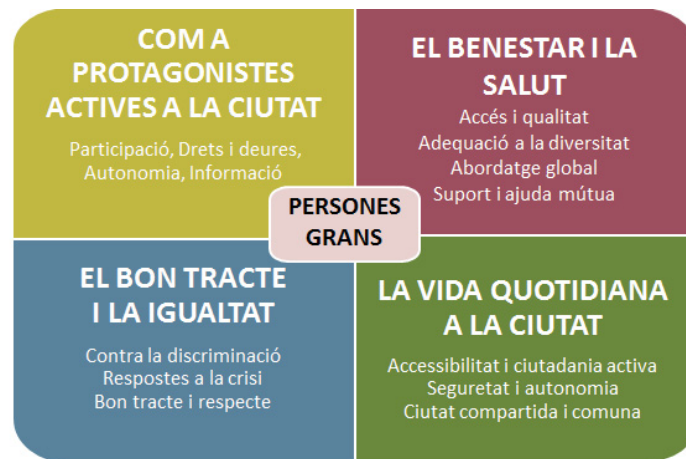 COM A
PROTAGONISTES
ACTIVES A LA CIUTAT
Participació, Drets i deures,
Autonomia, Informació
EL BENESTAR I LA
SALUT
Accés i qualitat
Adequació a la diversitat
Abordatge global
Suport i ajuda mútua
PERSONES
GRANS
EL BON TRACTE
I LA IGUALTAT
Contra la discriminació
Respostes a la crisi
Bon tracte i respecte
LA VIDA QUOTIDIANA
A LA CIUTAT
Accessibilitat i ciutadania activa
Seguretat i autonomia
Ciutat compartida i comuna